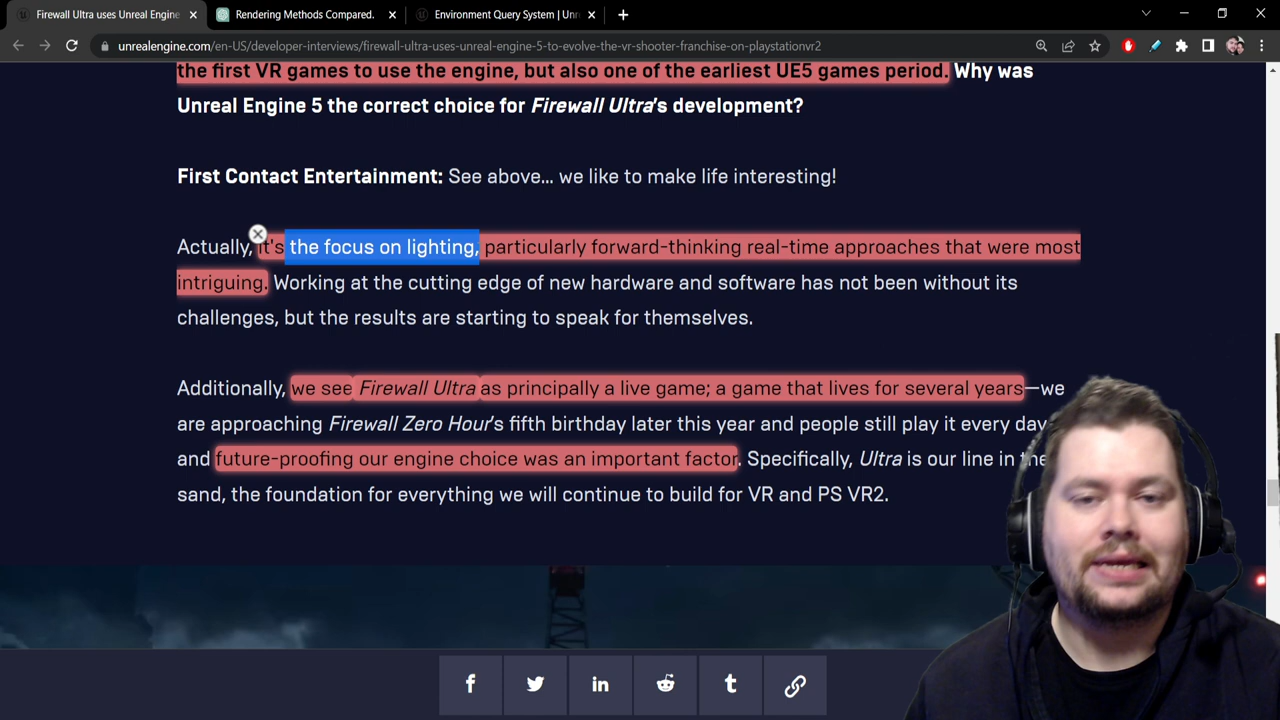 Firewall Ultra uses Unreal Engine
Rendering Methods Compared.
Environment Query System | Unr
unrealengine.com/en-US/developer-interviews/firewall-ultra-uses-unreal-engine-5-to-evolve-the-vr-shooter-franchise-on-playstationvr2
the first VR games to use the engine, but also one of the earliest UE5 games period. Why was
Unreal Engine 5 the correct choice for Firewall Ultra's development?
First Contact Entertainment: See above... we like to make life interesting!
Actually, it's the focus on lighting, particularly forward-thinking real-time approaches that were most
intriguing. Working at the cutting edge of new hardware and software has not been without its
challenges, but the results are starting to speak for themselves.
Additionally, we see Firewall Ultra as principally a live game; a game that lives for several years—we
are approaching Firewall Zero Hour's fifth birthday later this year and people still play it every day
and future-proofing our engine choice was an important factor. Specifically, Ultra is our line in the
sand, the foundation for everything we will continue to build for VR and PS VR2.